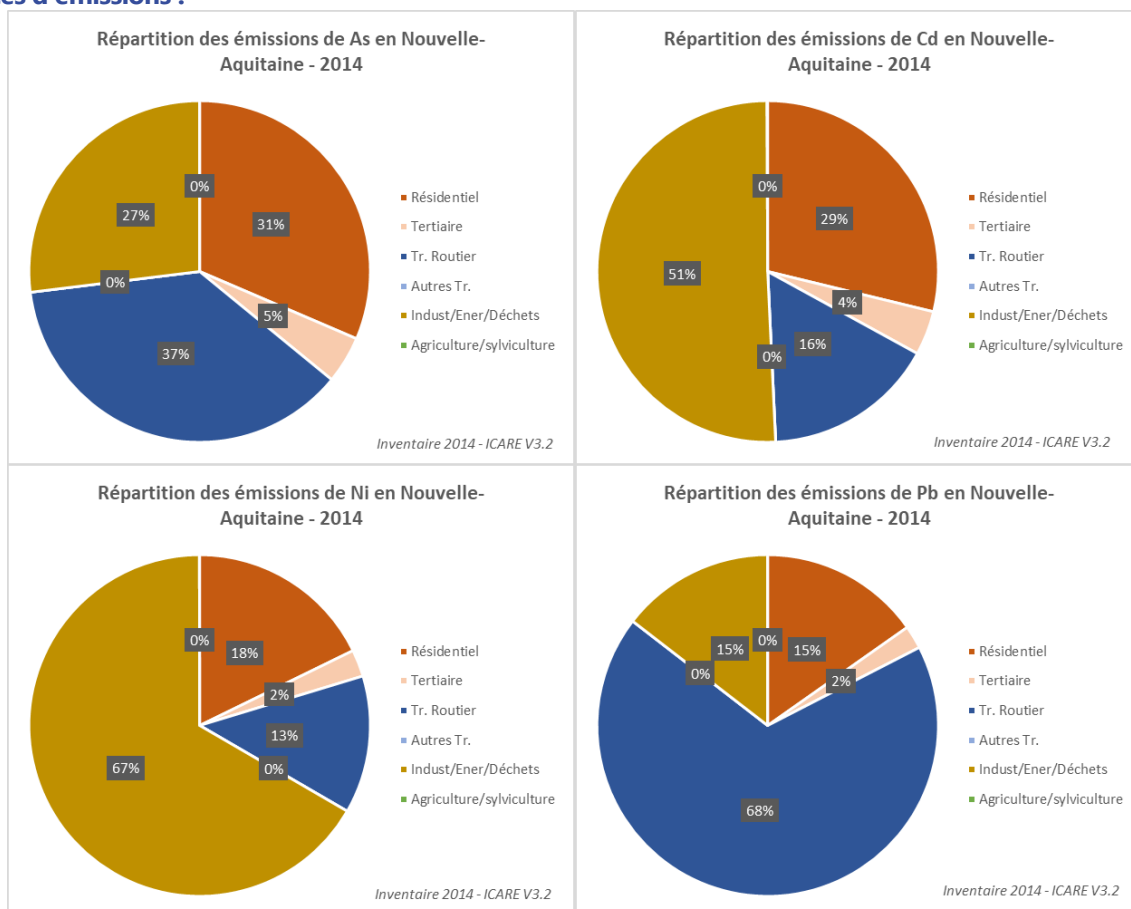 d'émissions :
Répartition des émissions de As en Nouvelle-
Aquitaine - 2014
0%
27%
31%
0%
5%
37%
Résidentiel
Tertiaire
Tr. Routier
Autres Tr.
Indust/Ener/Déchets
Agriculture/sylviculture
Inventaire 2014 - ICARE V3.2
Répartition des émissions de Cd en Nouvelle-
Aquitaine - 2014
0%
29%
51%
4%
16%
0%
Résidentiel
Tertiaire
Tr. Routier
Autres Tr.
Indust/Ener/Déchets
Agriculture/sylviculture
Inventaire 2014 - ICARE V3.2
Répartition des émissions de Ni en Nouvelle-
Aquitaine - 2014
0%
18%
2%
13%
67%
0%
Résidentiel
Tertiaire
Tr. Routier
Autres Tr.
Indust/Ener/Déchets
Agriculture/sylviculture
Inventaire 2014 - ICARE V3.2
Répartition des émissions de Pb en Nouvelle-
Aquitaine - 2014
0%
15%
15%
0%
2%
68%
Résidentiel
Tertiaire
Tr. Routier
Autres Tr.
Indust/Ener/Déchets
Agriculture/sylviculture
Inventaire 2014 - ICARE V3.2